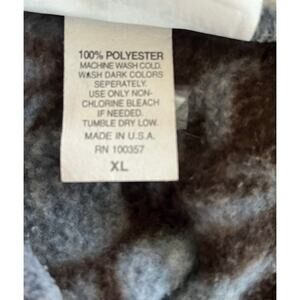 100% POLYESTER
MACHINE WASH COLD.
WASH DARK COLORS
SEPERATELY.
USE ONLY NON-
CHLORINE BLEACH
IF NEEDED.
TUMBLE DRY LOW.
MADE IN U.S.A.
RN 100357
XL